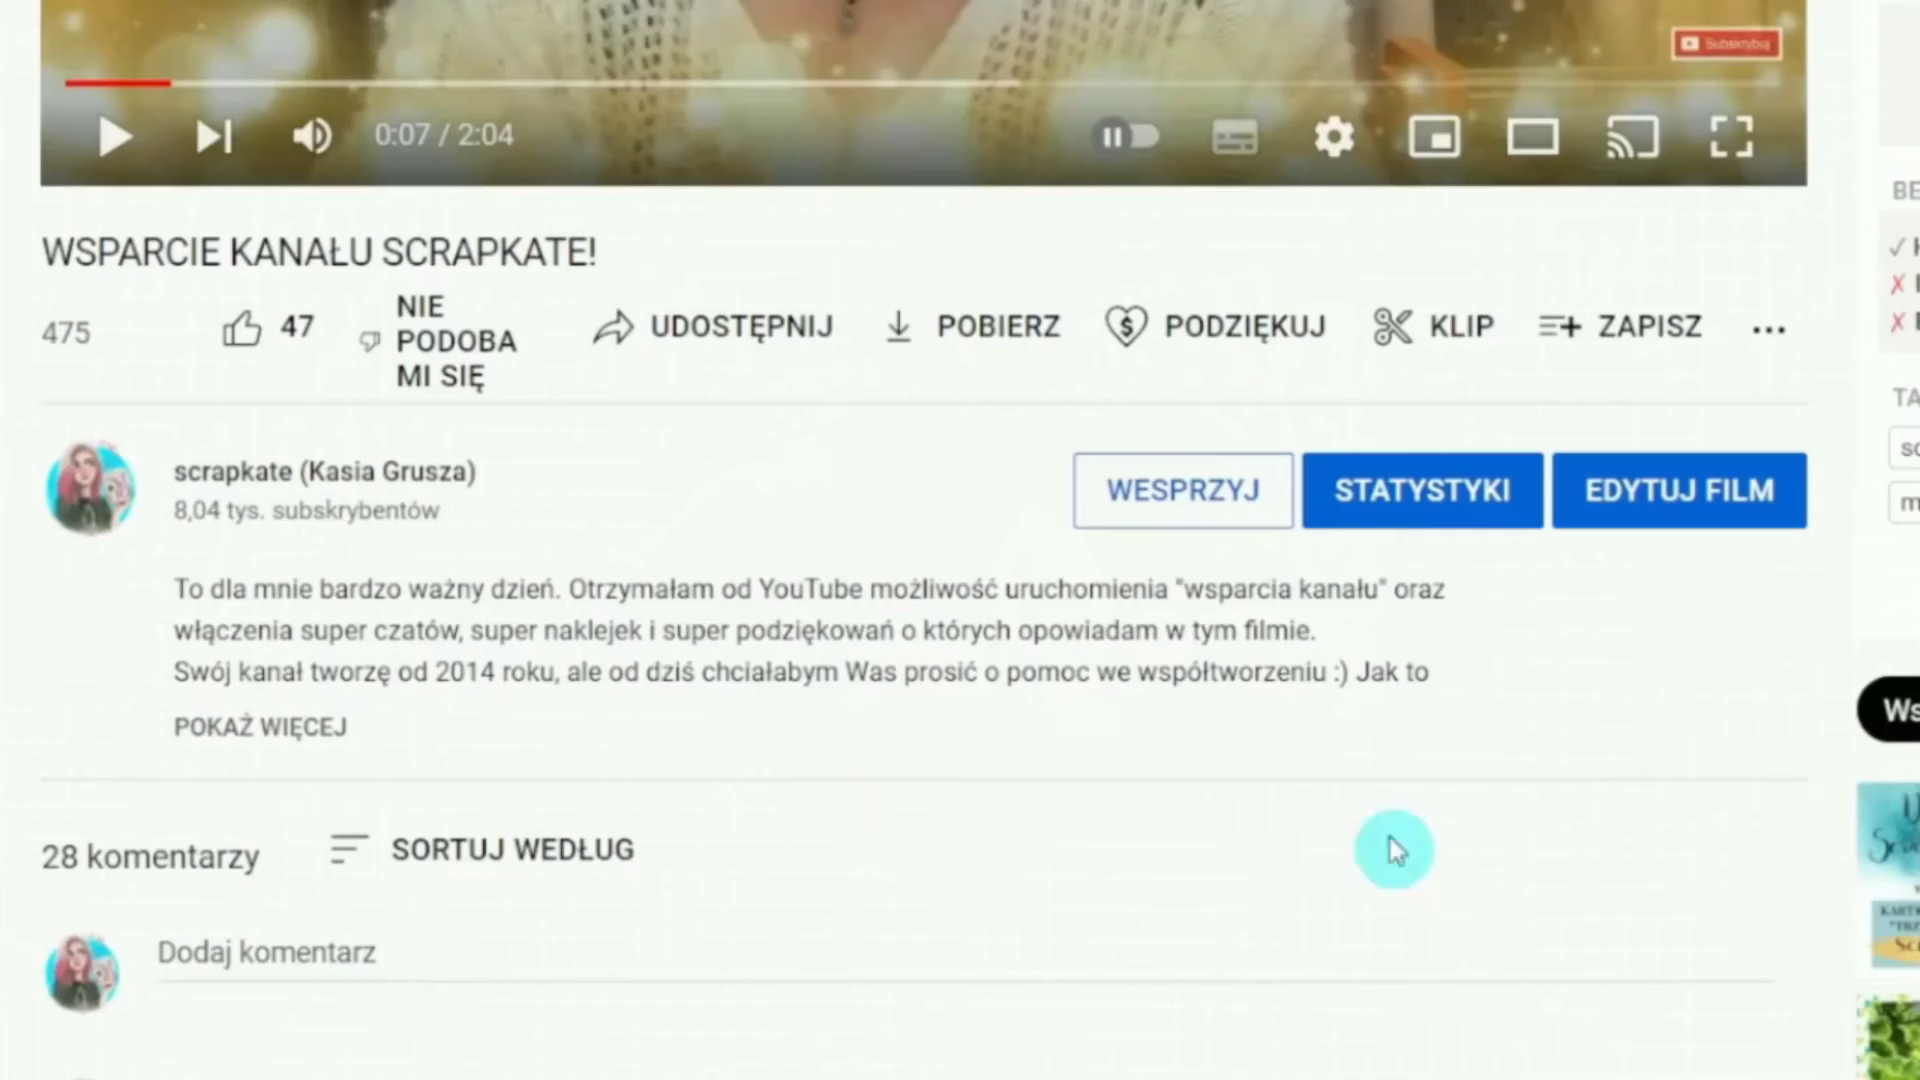 Subskrybuj
0:07 / 2:04
WSPARCIE KANAŁU SCRAPKATE!
475
47
NIE
PODOBA
MI SIĘ
UDOSTĘPNIJ
POBIERZ
PODZIĘKUJ
KLIP
ZAPISZ
scrapkate (Kasia Grusza)
8,04 tys. subskrybentów
WESPRZYJ
STATYSTYKI
EDYTUJ FILM
To dla mnie bardzo ważny dzień. Otrzymałam od YouTube możliwość uruchomienia "wsparcia kanału" oraz
włączenia super czatów, super naklejek i super podziękowań o których opowiadam w tym filmie.
Swój kanał tworzę od 2014 roku, ale od dziś chciałabym Was prosić o pomoc we współtworzeniu :) Jak to
POKAŻ WIĘCEJ
28 komentarzy
SORTUJ WEDŁUG
Dodaj komentarz